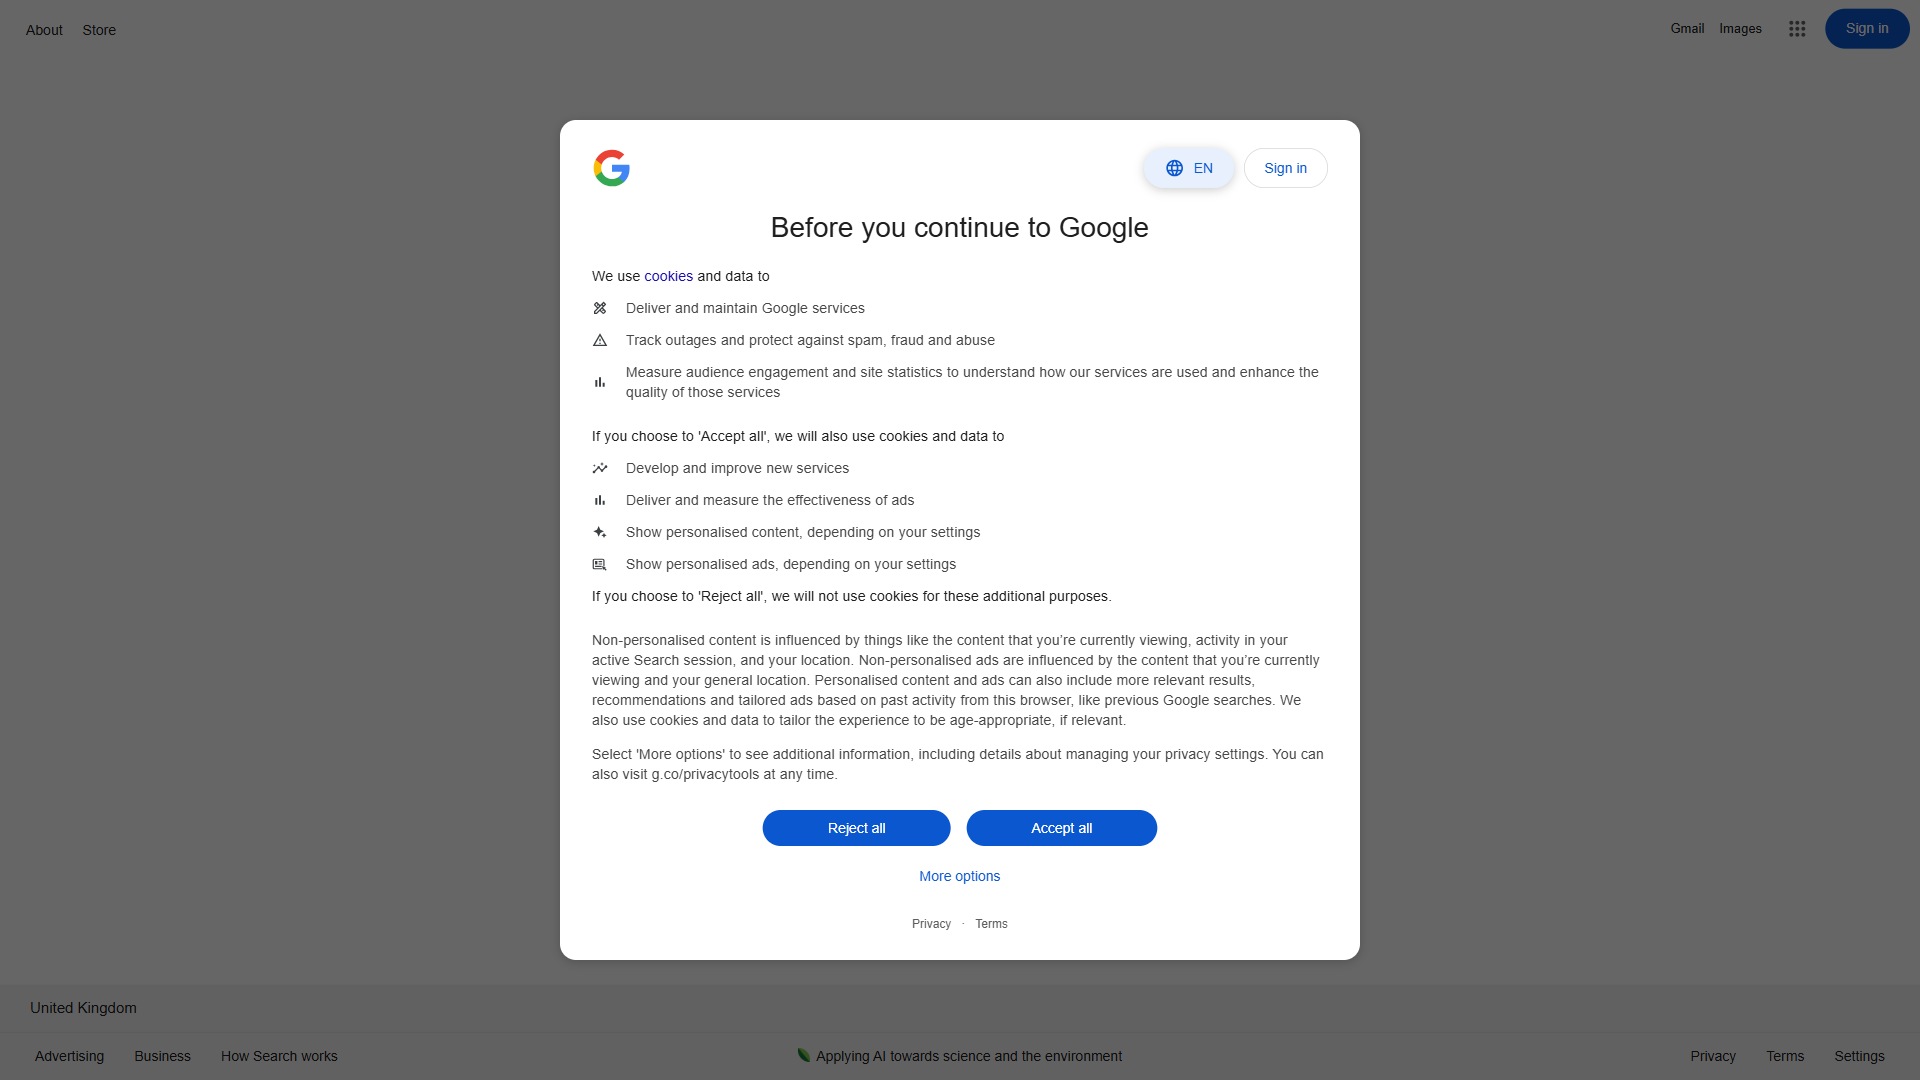 About Store
Gmail Images Sign in
EN Sign in
Before you continue to Google
We use cookies and data to
Deliver and maintain Google services
Track outages and protect against spam, fraud and abuse
Measure audience engagement and site statistics to understand how our services are used and enhance the
quality of those services
If you choose to 'Accept all', we will also use cookies and data to
Develop and improve new services
Deliver and measure the effectiveness of ads
Show personalised content, depending on your settings
Show personalised ads, depending on your settings
If you choose to 'Reject all', we will not use cookies for these additional purposes.
Non-personalised content is influenced by things like the content that you’re currently viewing, activity in your
active Search session, and your location. Non-personalised ads are influenced by the content that you’re currently
viewing and your general location. Personalised content and ads can also include more relevant results,
recommendations and tailored ads based on past activity from this browser, like previous Google searches. We
also use cookies and data to tailor the experience to be age-appropriate, if relevant.
Select 'More options' to see additional information, including details about managing your privacy settings. You can
also visit g.co/privacytools at any time.
Reject all Accept all
More options
Privacy · Terms
United Kingdom
Advertising Business How Search works Applying AI towards science and the environment Privacy Terms Settings